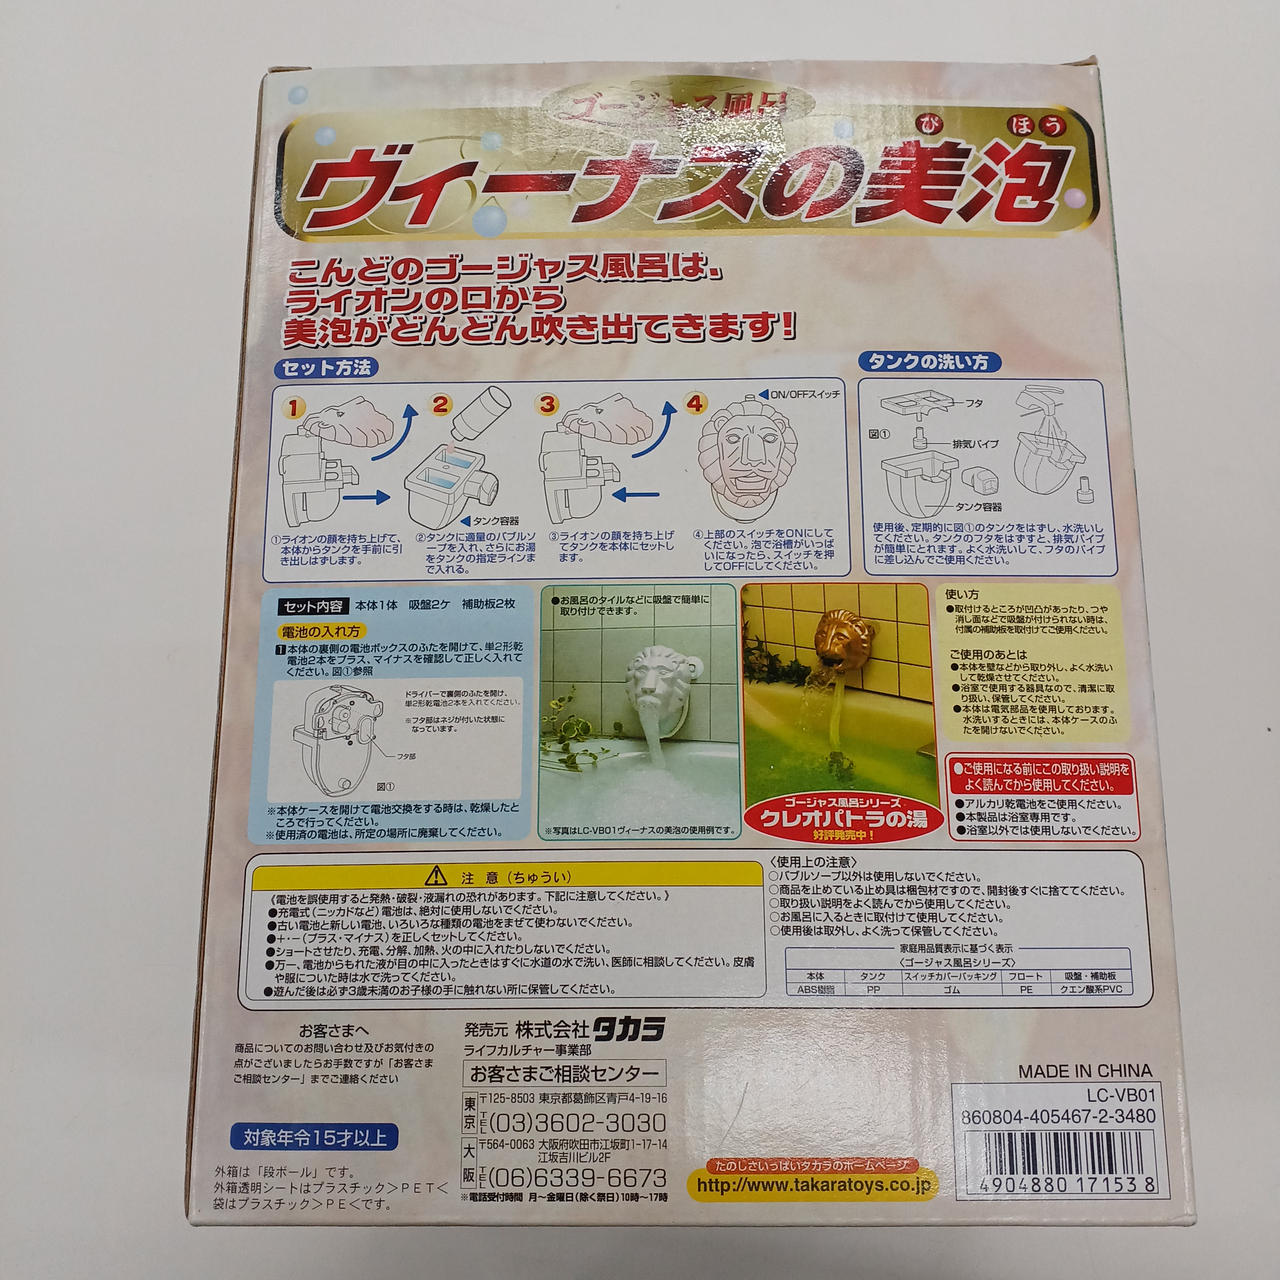 ゴージャス風呂
び ほう
ヴィーナスの美泡
こんどのゴージャス風呂は、
ライオンの口から
美泡がどんどん吹き出てきます!
セット方法
1
2
3
4
ON/OFFスイッチ
タンク容器
①ライオンの顔を持ち上げて、
本体からタンクを手前に引
き出しはずします。
②タンクに適量のバブルソ
ープを入れ、さらにお湯
をタンクの指定ラインま
で入れる。
③ライオンの顔を持ち上げ
てタンクを本体にセットし
ます。
④上部のスイッチをONにして
ください。泡で浴槽がいっぱ
いになったら、スイッチを押
してOFFにしてください。
タンクの洗い方
フタ
図①
排気パイプ
タンク容器
使用後、定期的に図①のタンクをはずし、水洗いし
てください。タンクのフタをはずすと、排気パイプ
が簡単にとれます。よく水洗いして、フタのパイプ
に差し込んでご使用ください。
セット内容 本体1体 吸盤2ケ 補助板2枚
電池の入れ方
1 本体の裏側の電池ボックスのふたを開けて、単2形乾
電池2本をプラス、マイナスを確認して正しく入れて
ください。図①参照
ドライバーで裏側のふたを開け、
単2形乾電池2本を入れてください。
※フタ部はネジが付いた状態に
なっています。
フタ部
図①
※本体ケースを開けて電池交換をする時は、乾燥したと
ころで行ってください。
※使用済の電池は、所定の場所に廃棄してください。
●お風呂のタイルなどに吸盤で簡単に
取り付けできます。
※写真はLC-VB01ヴィーナスの美泡の使用例です。
ゴージャス風呂シリーズ
クレオパトラの湯
好評発売中!
使い方
●取付けるところが凹凸があったり、つや
消し面などで吸盤が付けられない時は、
付属の補助板を取付けてご使用ください。
ご使用のあとは
●本体を壁などから取り外し、よく水洗い
して乾燥させてください。
●浴室で使用する器具なので、清潔に取
り扱い、保管してください。
●本体は電気部品を使用しております。
水洗いするときには、本体ケースのふ
たを開けないでください。
●ご使用になる前にこの取り扱い説明を
よく読んでから使用してください。
●アルカリ乾電池をご使用ください。
●本製品は浴室専用です。
●浴室以外では使用しないでください。
注 意(ちゅうい)
《電池を誤使用すると発熱・破裂・液漏れの恐れがあります。下記に注意してください。》
●充電式(ニッカドなど)電池は、絶対に使用しないでください。
●古い電池と新しい電池、いろいろな種類の電池をまぜて使わないでください。
●+・−(プラス・マイナス)を正しくセットしてください。
●ショートさせたり、充電、分解、加熱、火の中に入れたりしないでください。
●万一、電池からもれた液が目の中に入ったときはすぐに水道の水で洗い、医師に相談してください。皮膚
や服についた時は水で洗ってください。
●遊んだ後は必ず3歳未満のお子様の手に触れない所に保管してください。
〈使用上の注意〉
○バブルソープ以外は使用しないでください。
○商品を止めている止め具は梱包材ですので、開封後すぐに捨ててください。
○取り扱い説明をよく読んでから使用してください。
○お風呂に入るときに取付けて使用してください。
○使用後は取外し、よく洗って保管してください。
家庭用品質表示に基づく表示
〈ゴージャス風呂シリーズ〉
本体 タンク スイッチカバーパッキング フロート 吸盤・補助板
ABS樹脂 PP ゴム PE クエン酸系PVC
お客さまへ
商品についてのお問い合わせ及びお気付きの
点がございましたらお手数ですが「お客さま
ご相談センター」までご連絡ください
対象年令15才以上
外箱は「段ボール」です。
外箱透明シートはプラスチック>PET<
袋はプラスチック>PE<です。
発売元 株式会社タカラ
ライフカルチャー事業部
お客さまご相談センター
東京 〒125-8503 東京都葛飾区青戸4-19-16
TEL (03)3602-3030
大阪 〒564-0063 大阪府吹田市江坂町1-17-14
江坂吉川ビル2F
TEL (06)6339-6673
※電話受付時間 月〜金曜日(除く祭日)10時〜17時
たのしさいっぱいタカラのホームページ
http://www.takaratoys.co.jp
MADE IN CHINA
LC-VB01
860804-405467-2-3480
4904880 171538